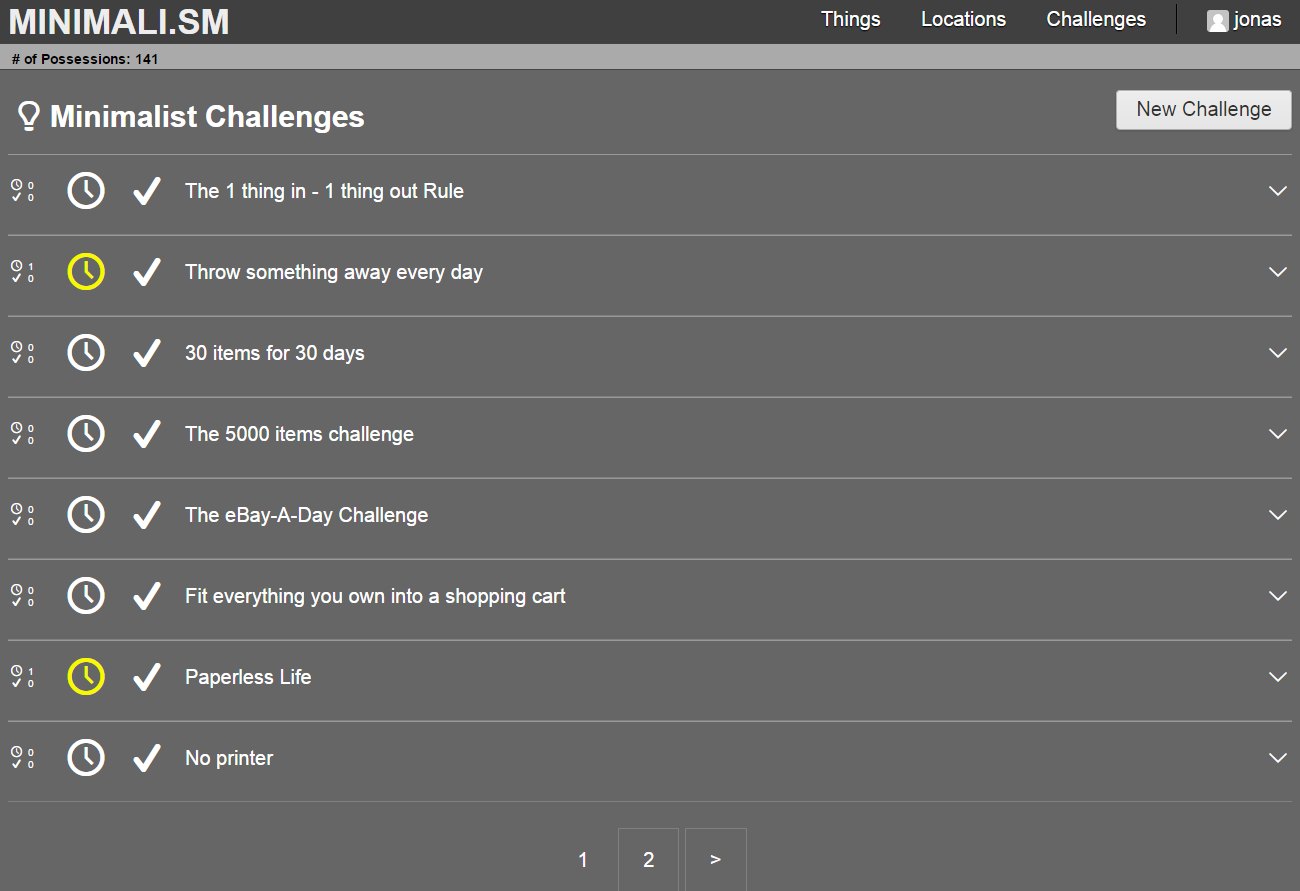 MINIMALI.SM
Things Locations Challenges jonas
# of Possessions: 141
Minimalist Challenges
New Challenge
0
0
The 1 thing in - 1 thing out Rule
1
0
Throw something away every day
0
0
30 items for 30 days
0
0
The 5000 items challenge
0
0
The eBay-A-Day Challenge
0
0
Fit everything you own into a shopping cart
1
0
Paperless Life
0
0
No printer
1 2 >